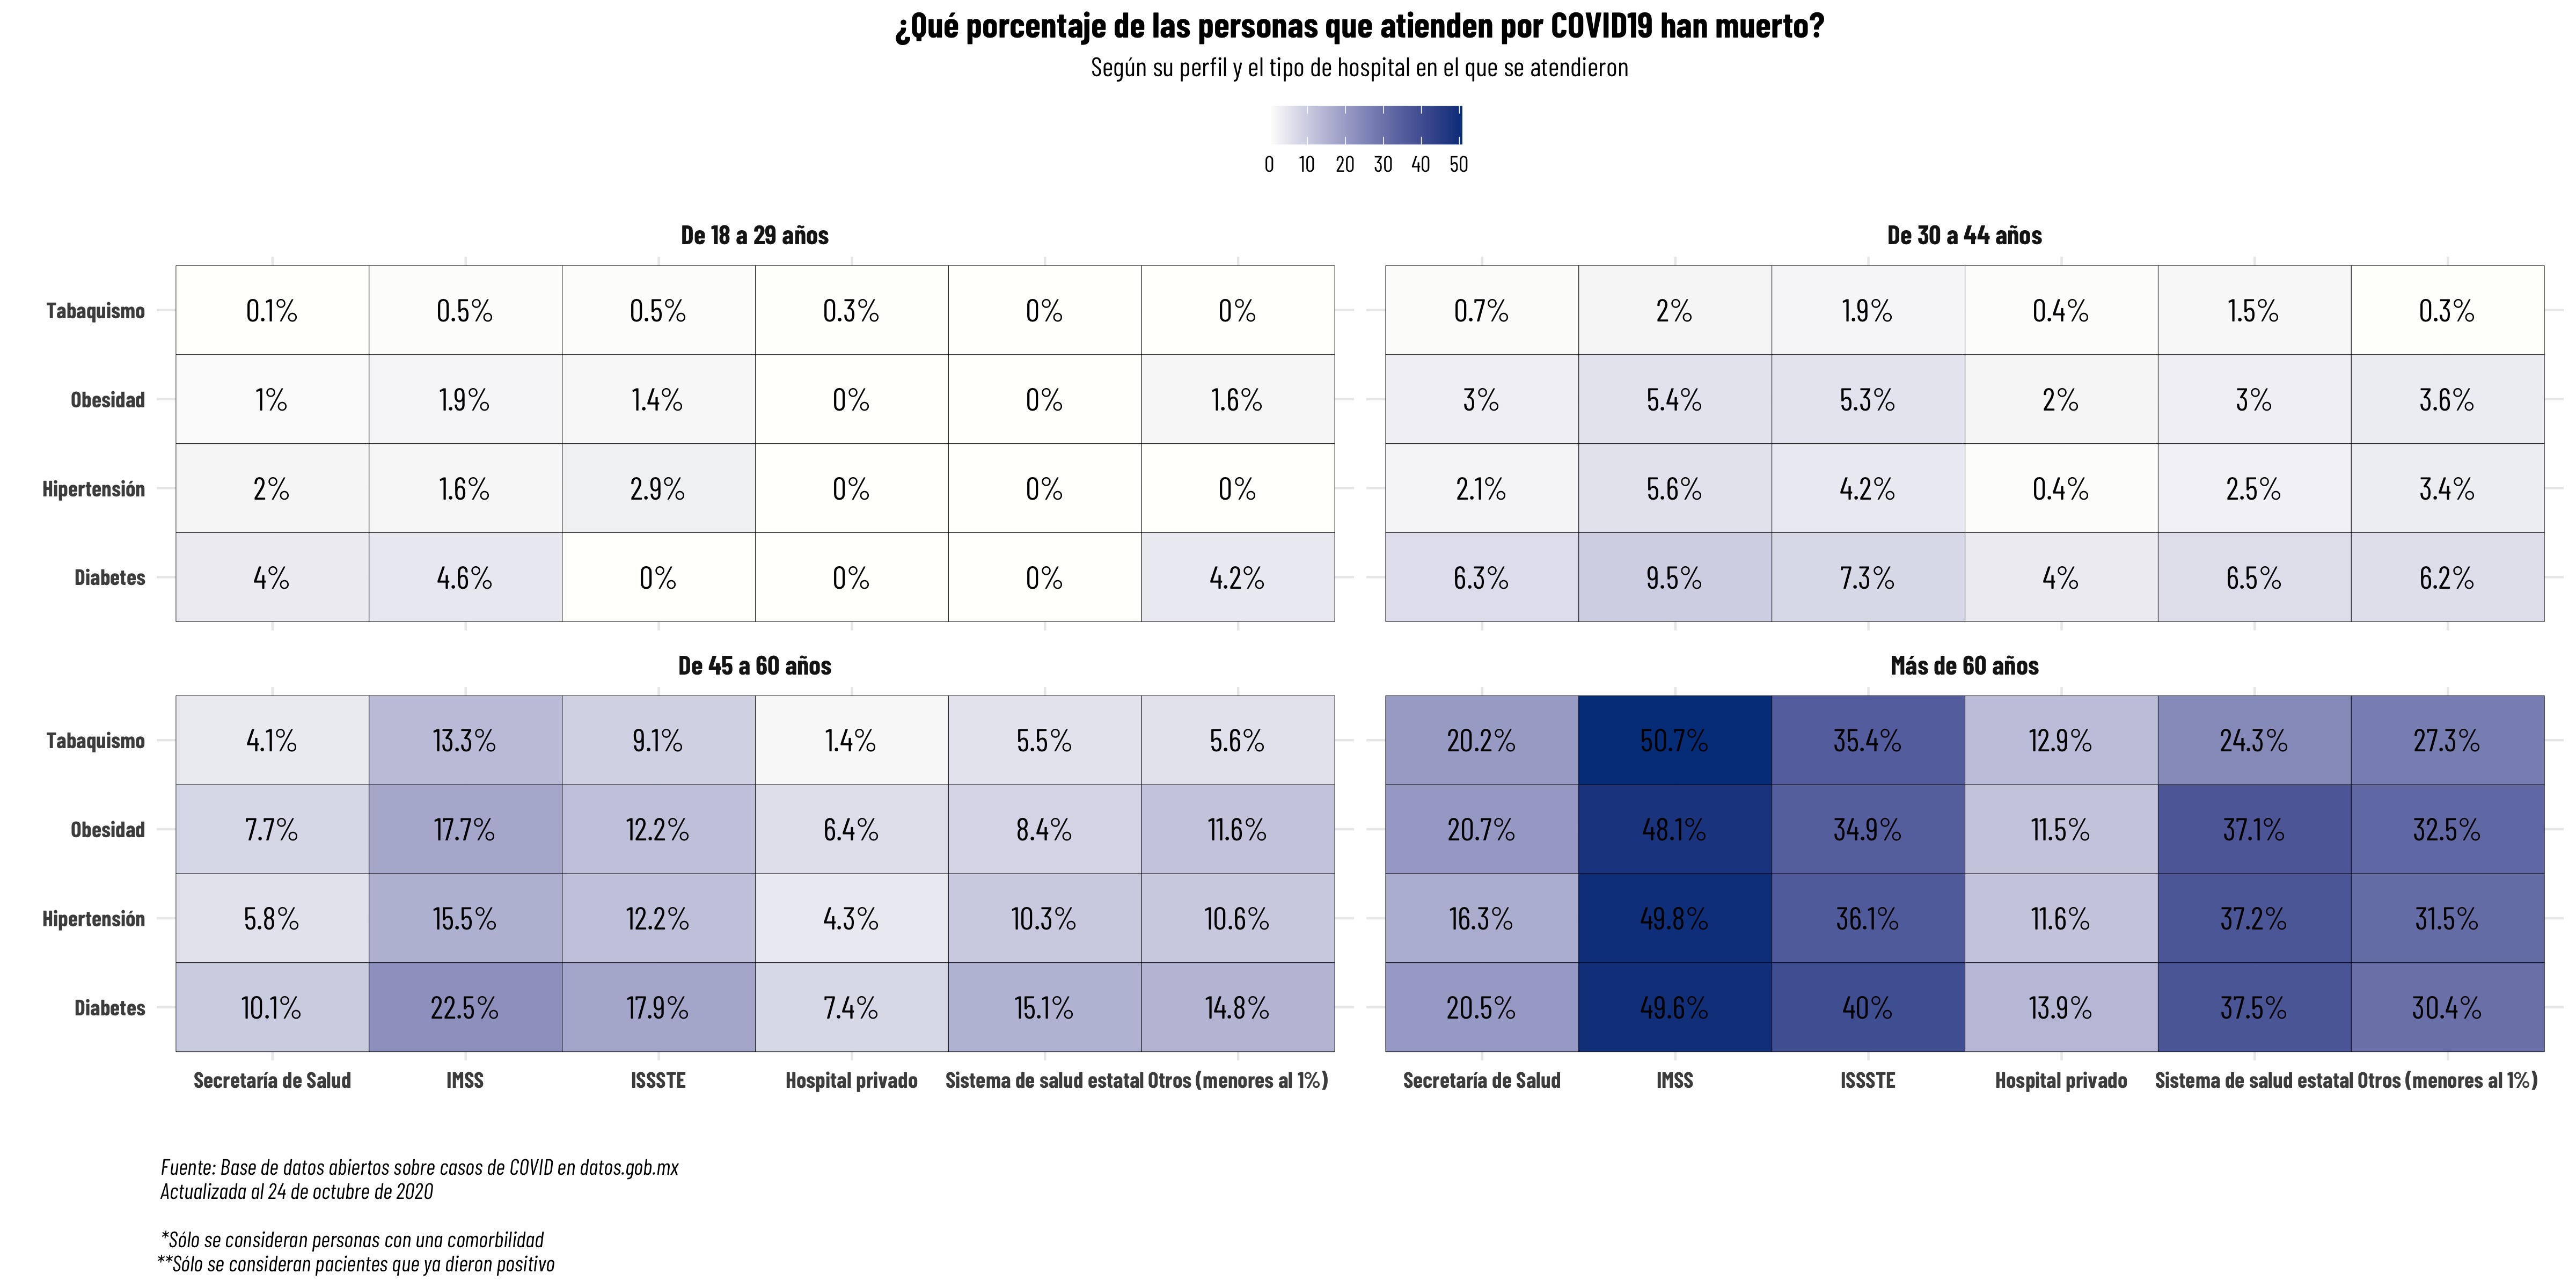 ¿Qué porcentaje de las personas que atienden por COVID19 han muerto?
Según su perfil y el tipo de hospital en el que se atendieron
0 10 20 30 40 50
De 18 a 29 años
Tabaquismo 0.1% 0.5% 0.5% 0.3% 0% 0%
Obesidad 1% 1.9% 1.4% 0% 0% 1.6%
Hipertensión 2% 1.6% 2.9% 0% 0% 0%
Diabetes 4% 4.6% 0% 0% 0% 4.2%
De 30 a 44 años
0.7% 2% 1.9% 0.4% 1.5% 0.3%
3% 5.4% 5.3% 2% 3% 3.6%
2.1% 5.6% 4.2% 0.4% 2.5% 3.4%
6.3% 9.5% 7.3% 4% 6.5% 6.2%
De 45 a 60 años
Tabaquismo 4.1% 13.3% 9.1% 1.4% 5.5% 5.6%
Obesidad 7.7% 17.7% 12.2% 6.4% 8.4% 11.6%
Hipertensión 5.8% 15.5% 12.2% 4.3% 10.3% 10.6%
Diabetes 10.1% 22.5% 17.9% 7.4% 15.1% 14.8%
Secretaría de Salud IMSS ISSSTE Hospital privado Sistema de salud estatal Otros (menores al 1%)
Más de 60 años
20.2% 50.7% 35.4% 12.9% 24.3% 27.3%
20.7% 48.1% 34.9% 11.5% 37.1% 32.5%
16.3% 49.8% 36.1% 11.6% 37.2% 31.5%
20.5% 49.6% 40% 13.9% 37.5% 30.4%
Secretaría de Salud IMSS ISSSTE Hospital privado Sistema de salud estatal Otros (menores al 1%)
Fuente: Base de datos abiertos sobre casos de COVID en datos.gob.mx
Actualizada al 24 de octubre de 2020
*Sólo se consideran personas con una comorbilidad
**Sólo se consideran pacientes que ya dieron positivo